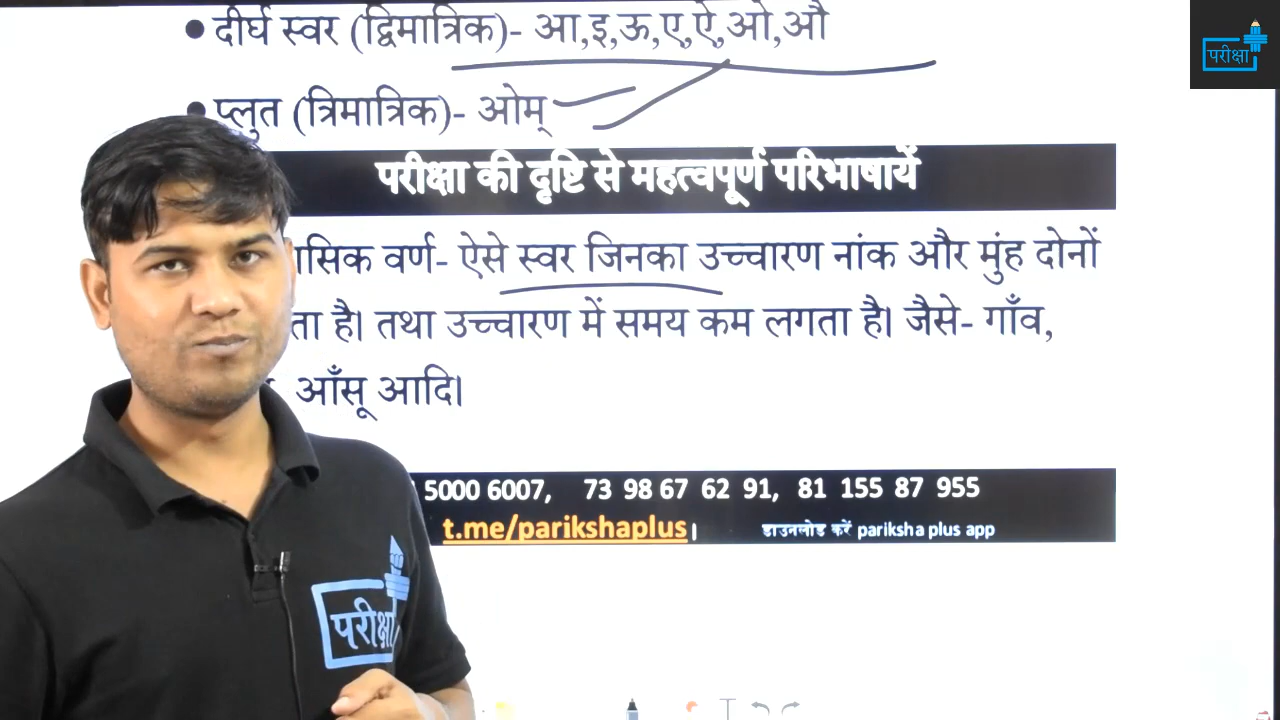 • दीर्घ स्वर (द्विमात्रिक)- आ,इ,ऊ,ए,ऐ,ओ,औ
परीक्षा
• प्लुत (त्रिमात्रिक)- ओम्
परीक्षा की दृष्टि से महत्वपूर्ण परिभाषायें
वर्ण- ऐसे स्वर जिनका उच्चारण नांक और मुंह दोनों
है। तथा उच्चारण में समय कम लगता है। जैसे- गाँव,
आँसू आदि।
5000 6007, 73 98 67 62 91, 81 155 87 955
t.me/parikshaplus। डाउनलोड करें pariksha plus app
परीक्षा